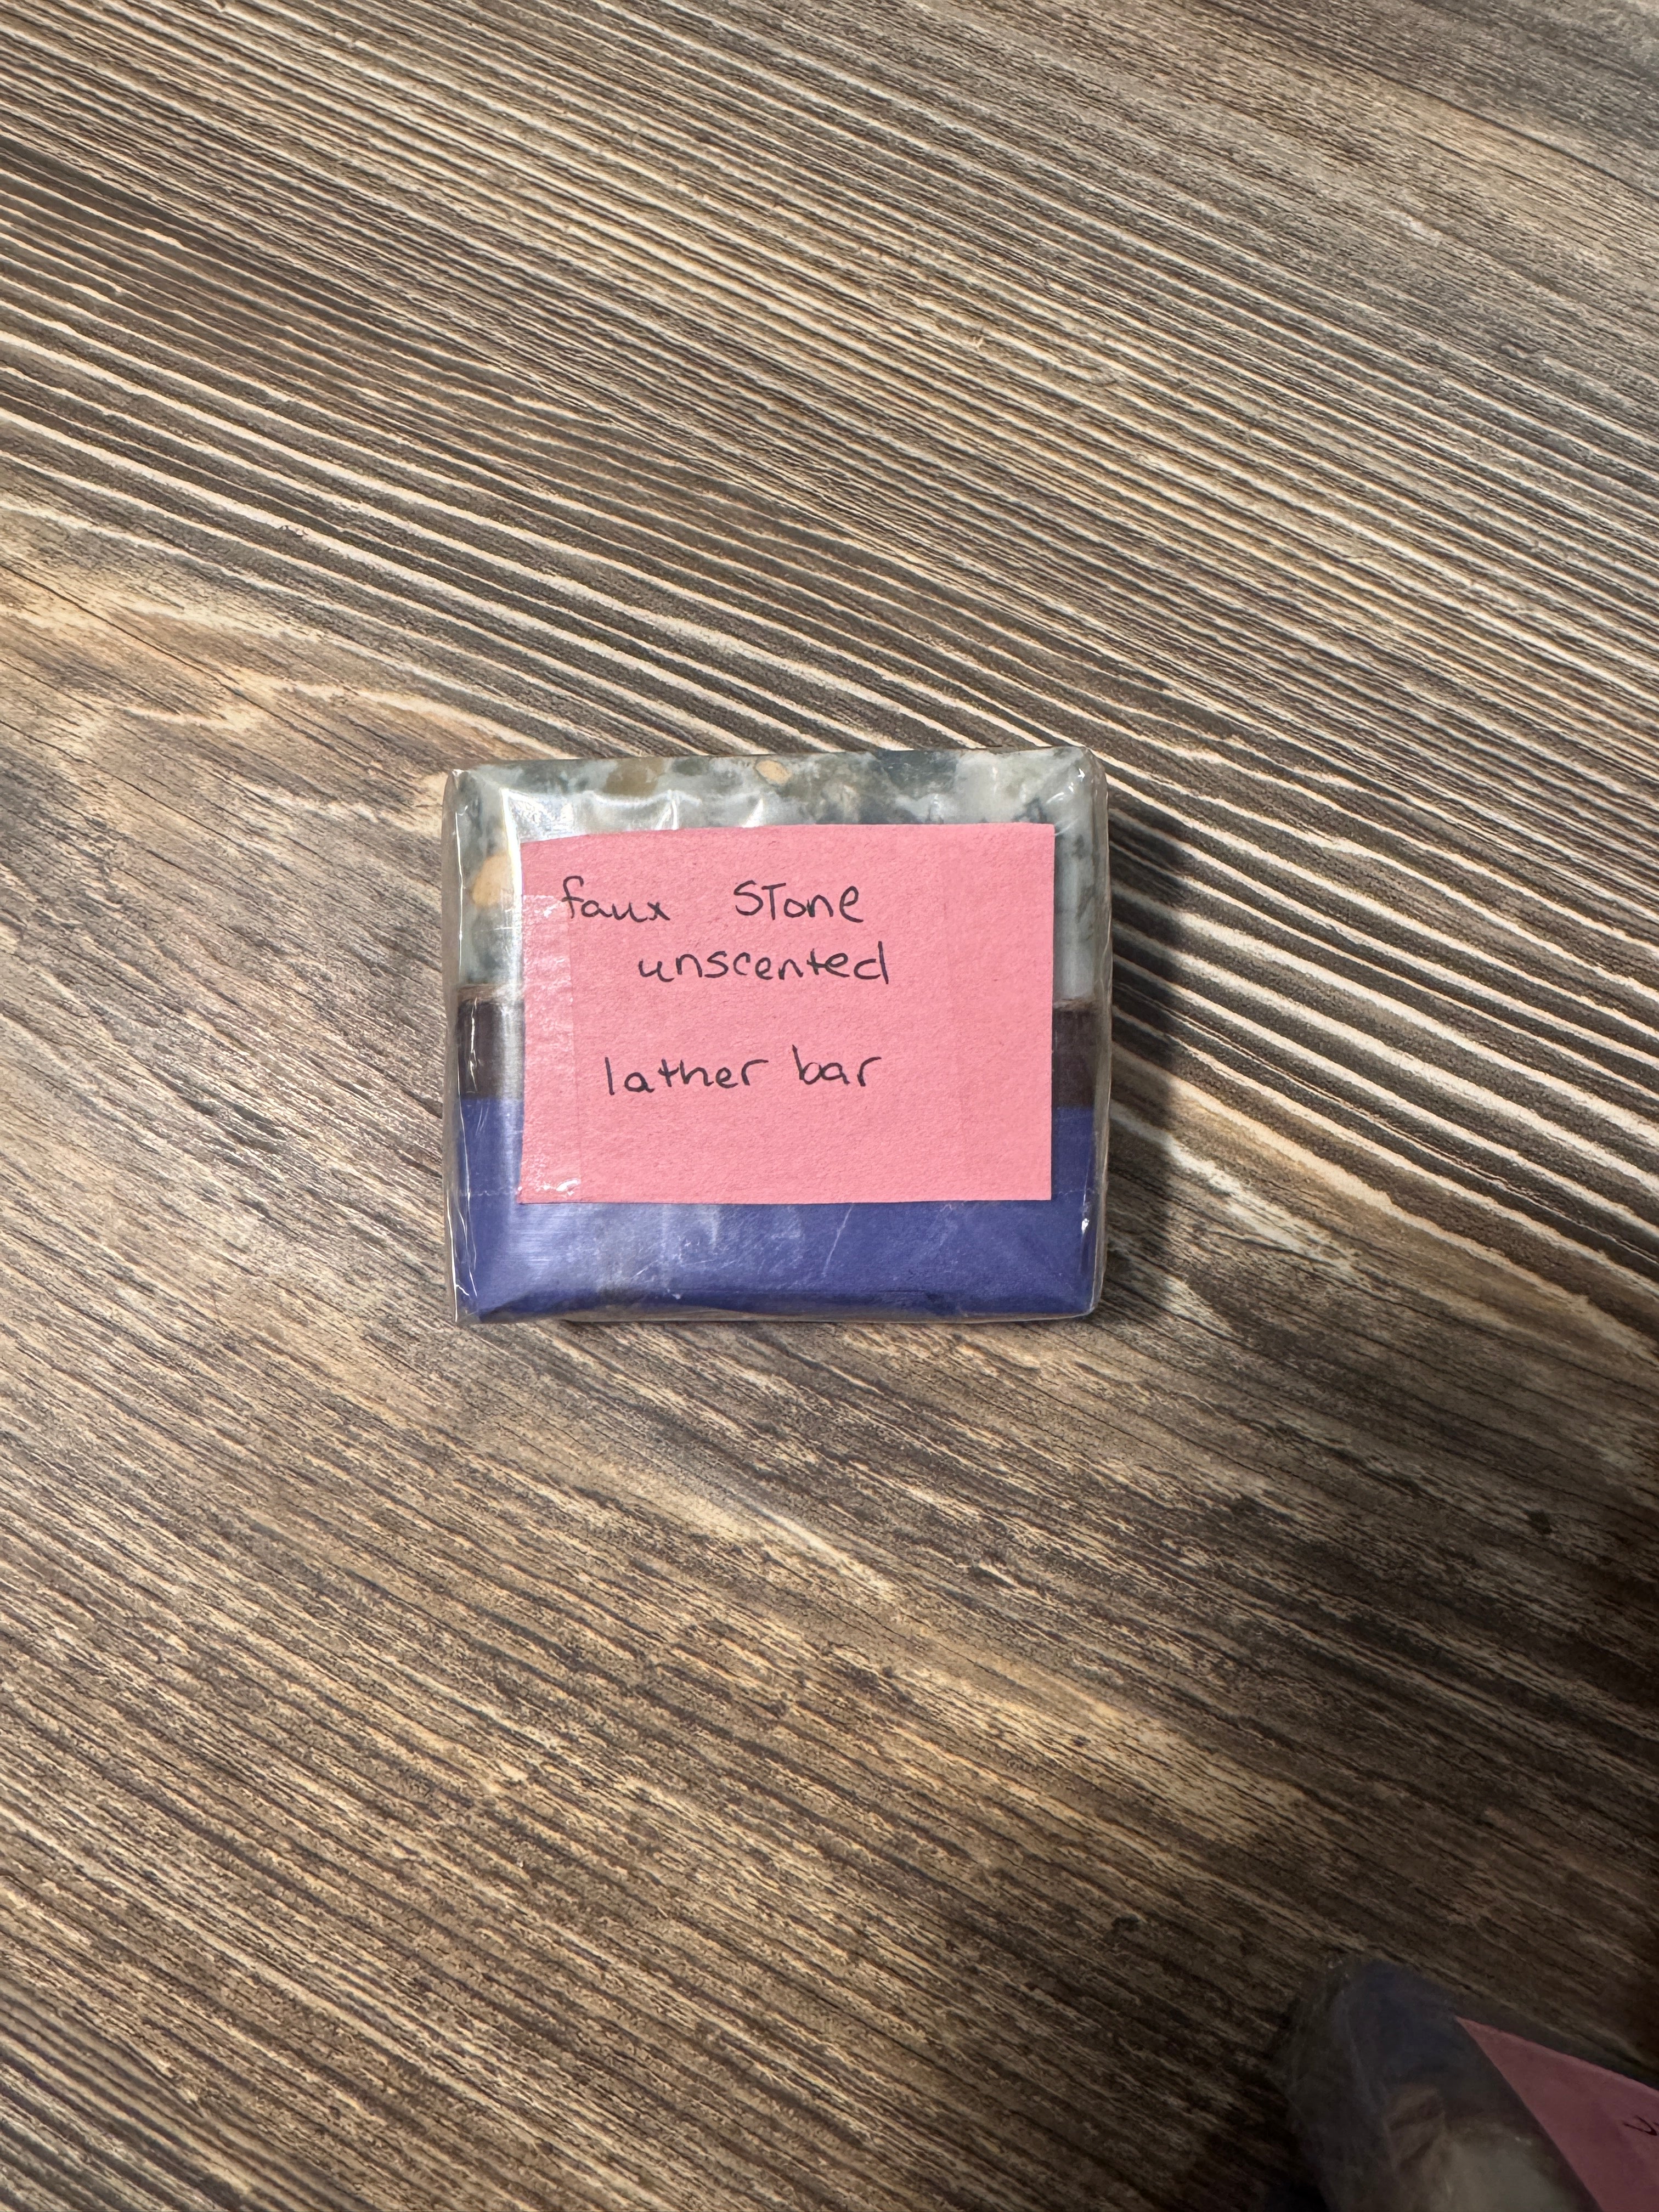 faux STone
unscented
lather bar